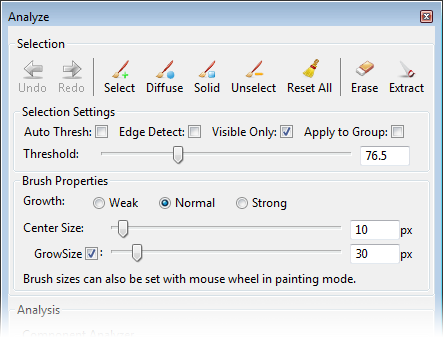 Analyze
Selection
Undo Redo Select Diffuse Solid Unselect Reset All Erase Extract
Selection Settings
Auto Thresh: Edge Detect: Visible Only: Apply to Group:
Threshold: 76.5
Brush Properties
Growth: Weak Normal Strong
Center Size: 10 px
GrowSize : 30 px
Brush sizes can also be set with mouse wheel in painting mode.
Analysis